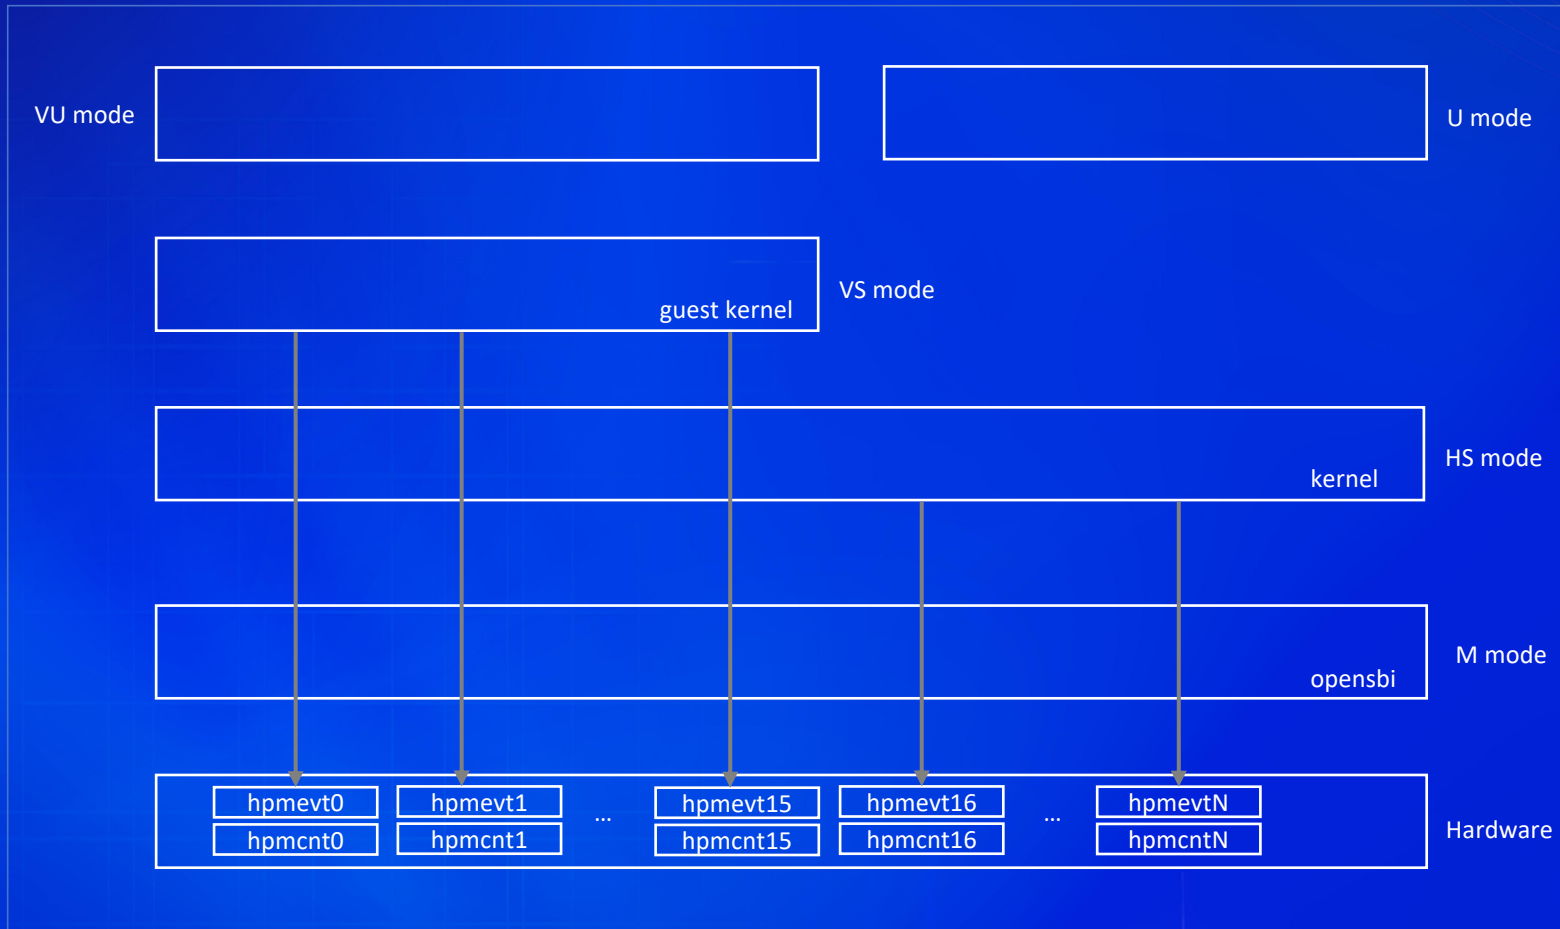 VU mode
U mode
guest kernel
VS mode
kernel
HS mode
opensbi
M mode
hpmevt0
hpmcnt0
hpmevt1
hpmcnt1
...
hpmevt15
hpmcnt15
hpmevt16
hpmcnt16
...
hpmevtN
hpmcntN
Hardware